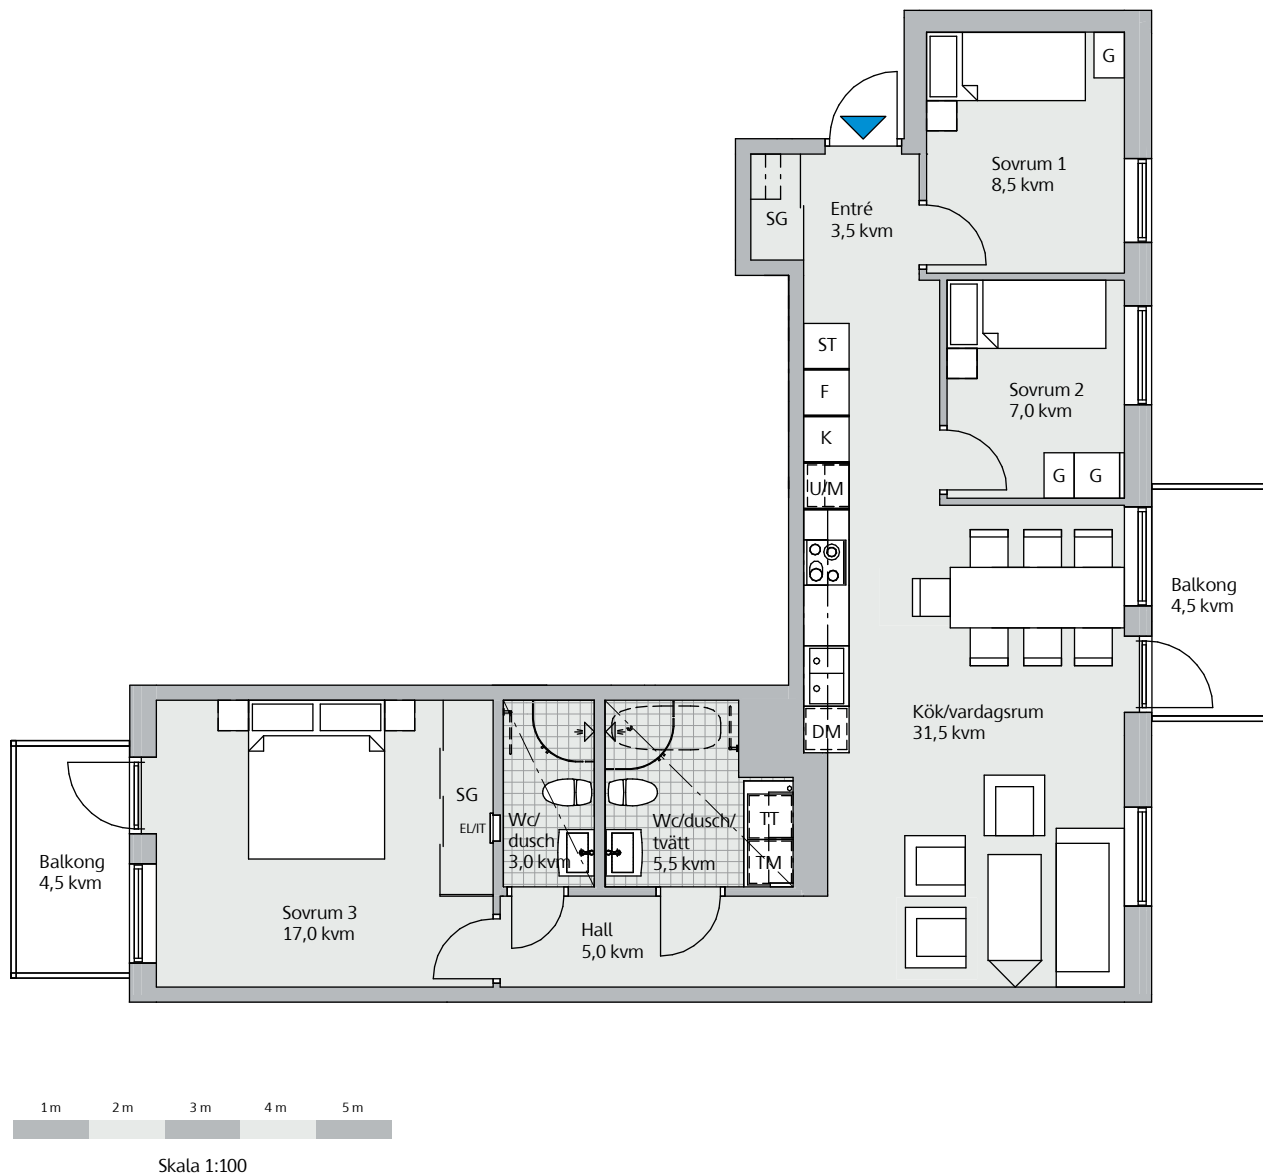 G
Sovrum 1
8,5 kvm
SG
Entré
3,5 kvm
ST
F
K
U/M
Sovrum 2
7,0 kvm
G G
Balkong
4,5 kvm
DM
Kök/vardagsrum
31,5 kvm
SG
EL/IT
Wc/
dusch
3,0 kvm
Wc/dusch/
tvätt
5,5 kvm
TT
TM
Balkong
4,5 kvm
Sovrum 3
17,0 kvm
Hall
5,0 kvm
1 m 2 m 3 m 4 m 5 m
Skala 1:100